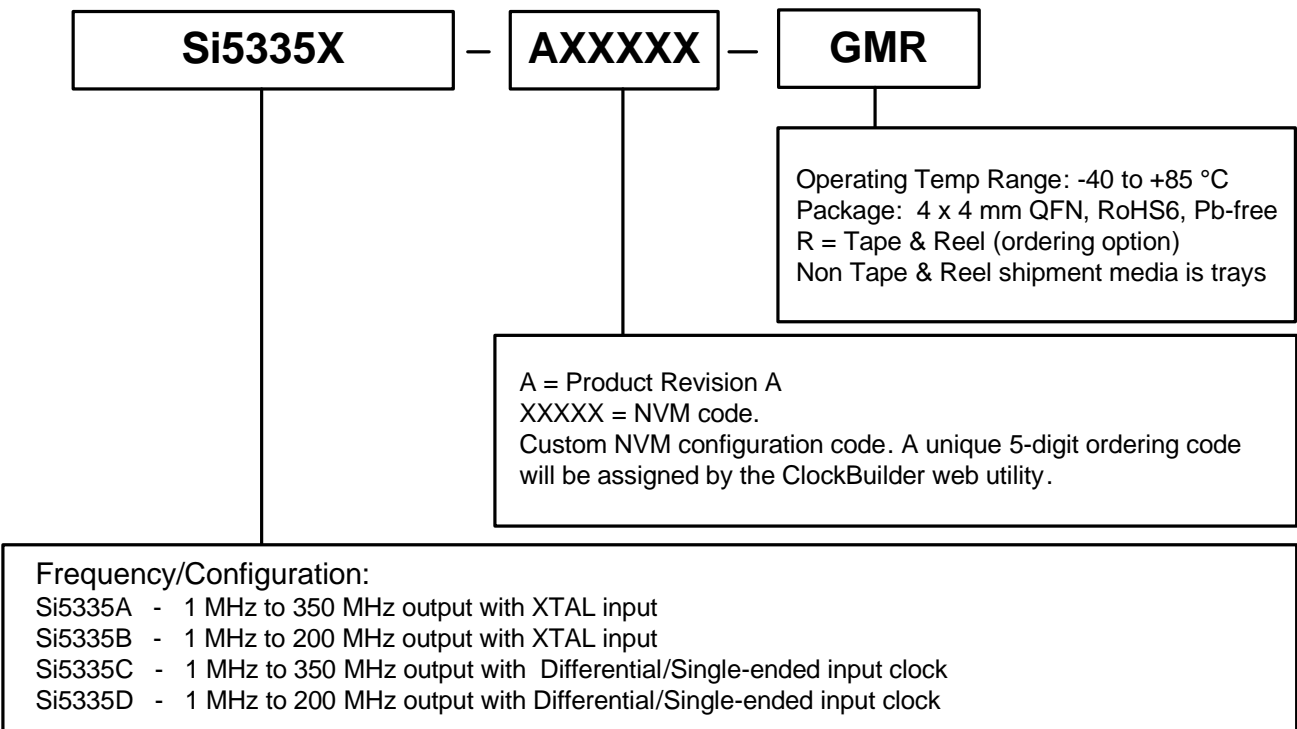 Si5335X – AXXXXX – GMR
Operating Temp Range: -40 to +85 °C
Package: 4 x 4 mm QFN, RoHS6, Pb-free
R = Tape & Reel (ordering option)
Non Tape & Reel shipment media is trays
A = Product Revision A
XXXXX = NVM code.
Custom NVM configuration code. A unique 5-digit ordering code
will be assigned by the ClockBuilder web utility.
Frequency/Configuration:
Si5335A - 1 MHz to 350 MHz output with XTAL input
Si5335B - 1 MHz to 200 MHz output with XTAL input
Si5335C - 1 MHz to 350 MHz output with Differential/Single-ended input clock
Si5335D - 1 MHz to 200 MHz output with Differential/Single-ended input clock